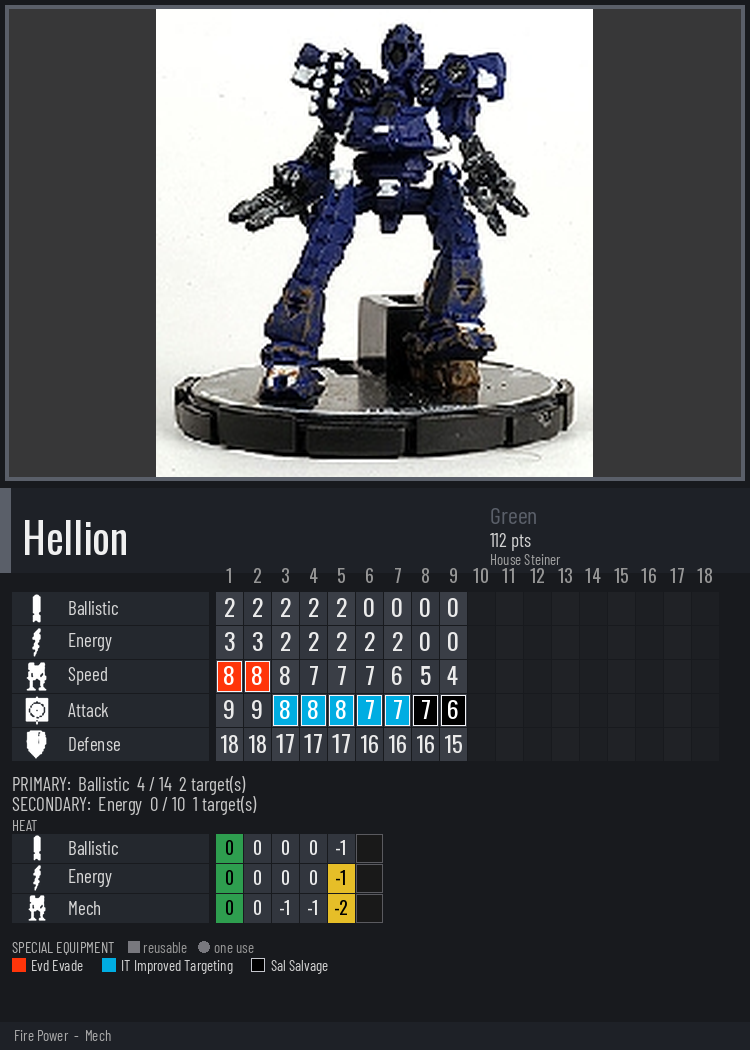 Hellion
Green
112 pts
House Steiner
1 2 3 4 5 6 7 8 9 10 11 12 13 14 15 16 17 18
Ballistic 2 2 2 2 2 0 0 0 0
Energy 3 3 2 2 2 2 2 0 0
Speed 8 8 8 7 7 7 6 5 4
Attack 9 9 8 8 8 7 7 7 6
Defense 18 18 17 17 17 16 16 16 15
PRIMARY: Ballistic 4 / 14 2 target(s)
SECONDARY: Energy 0 / 10 1 target(s)
HEAT
Ballistic 0 0 0 0 -1
Energy 0 0 0 0 -1
Mech 0 0 -1 -1 -2
SPECIAL EQUIPMENT reusable one use
Evd Evade IT Improved Targeting Sal Salvage
Fire Power - Mech